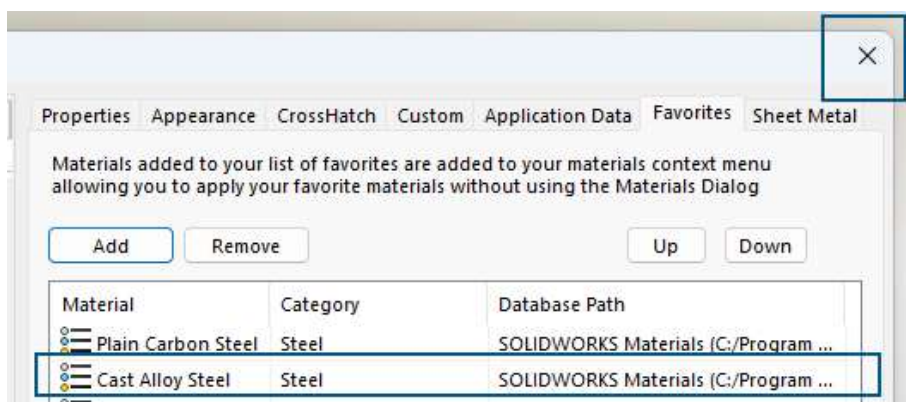 Properties Appearance CrossHatch Custom Application Data Favorites Sheet Metal
Materials added to your list of favorites are added to your materials context menu
allowing you to apply your favorite materials without using the Materials Dialog
Add Remove Up Down
Material Category Database Path
Plain Carbon Steel Steel SOLIDWORKS Materials (C:/Program ...
Cast Alloy Steel Steel SOLIDWORKS Materials (C:/Program ...